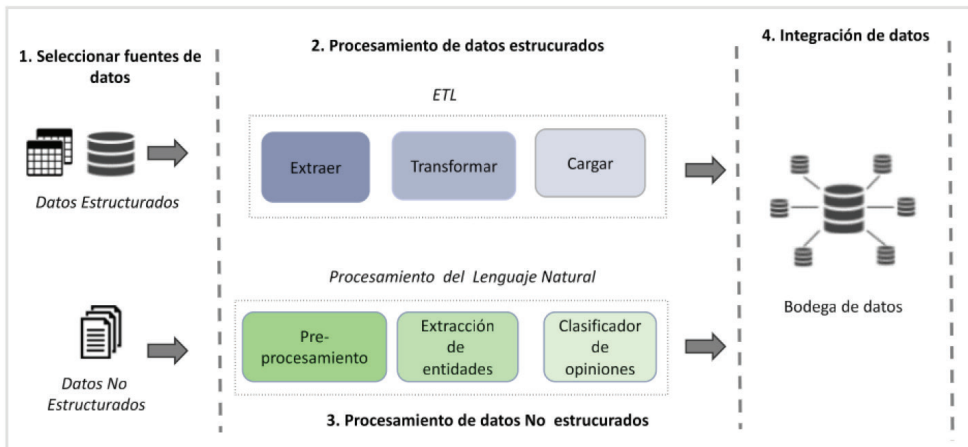 1. Seleccionar fuentes de
datos
Datos Estructurados
Datos No
Estructurados
2. Procesamiento de datos estrucurados
ETL
Extraer
Transformar
Cargar
Procesamiento del Lenguaje Natural
Pre-
procesamiento
Extracción
de
entidades
Clasificador
de
opiniones
3. Procesamiento de datos No estrucurados
4. Integración de datos
Bodega de datos